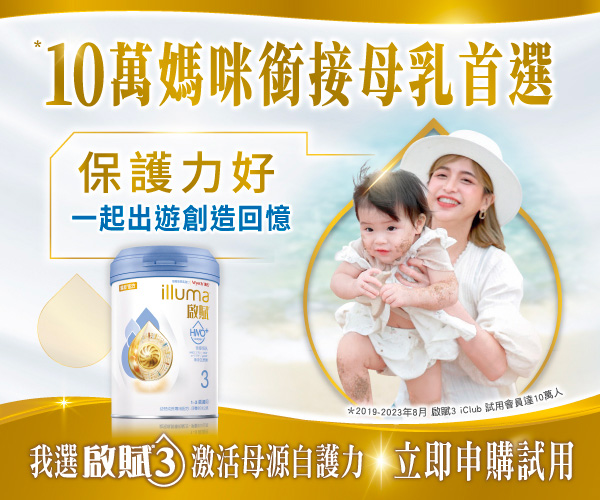 *10萬媽咪銜接母乳首選
保護力好
一起出遊創造回憶
Wyeth
illuma
啟賦
HMO+
3
*2019-2023年8月 啟賦3 iClub 試用會員達10萬人
我選啟賦3 激活母源自護力 立即申購試用